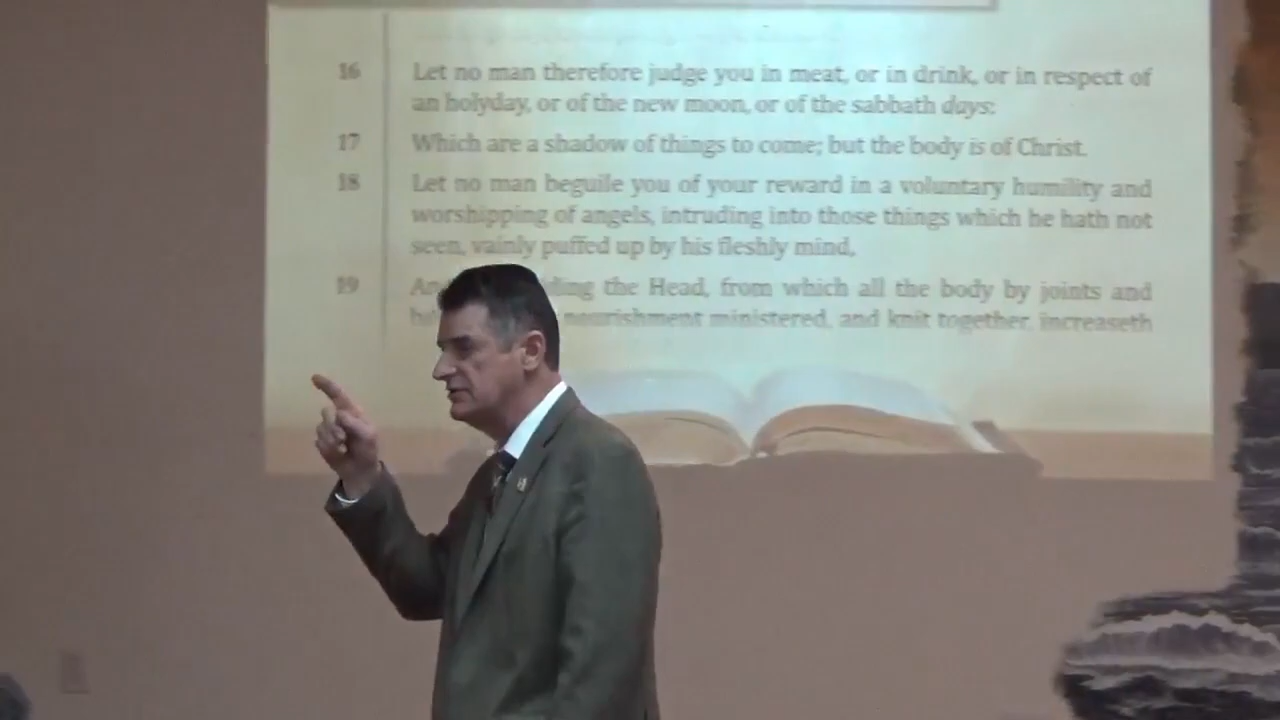 16 Let no man therefore judge you in meat, or in drink, or in respect of
an holyday, or of the new moon, or of the sabbath days:
17 Which are a shadow of things to come; but the body is of Christ.
18 Let no man beguile you of your reward in a voluntary humility and
worshipping of angels, intruding into those things which he hath not
seen, vainly puffed up by his fleshly mind,
19 the Head, from which all the body by joints and
nourishment ministered, and knit together, increaseth